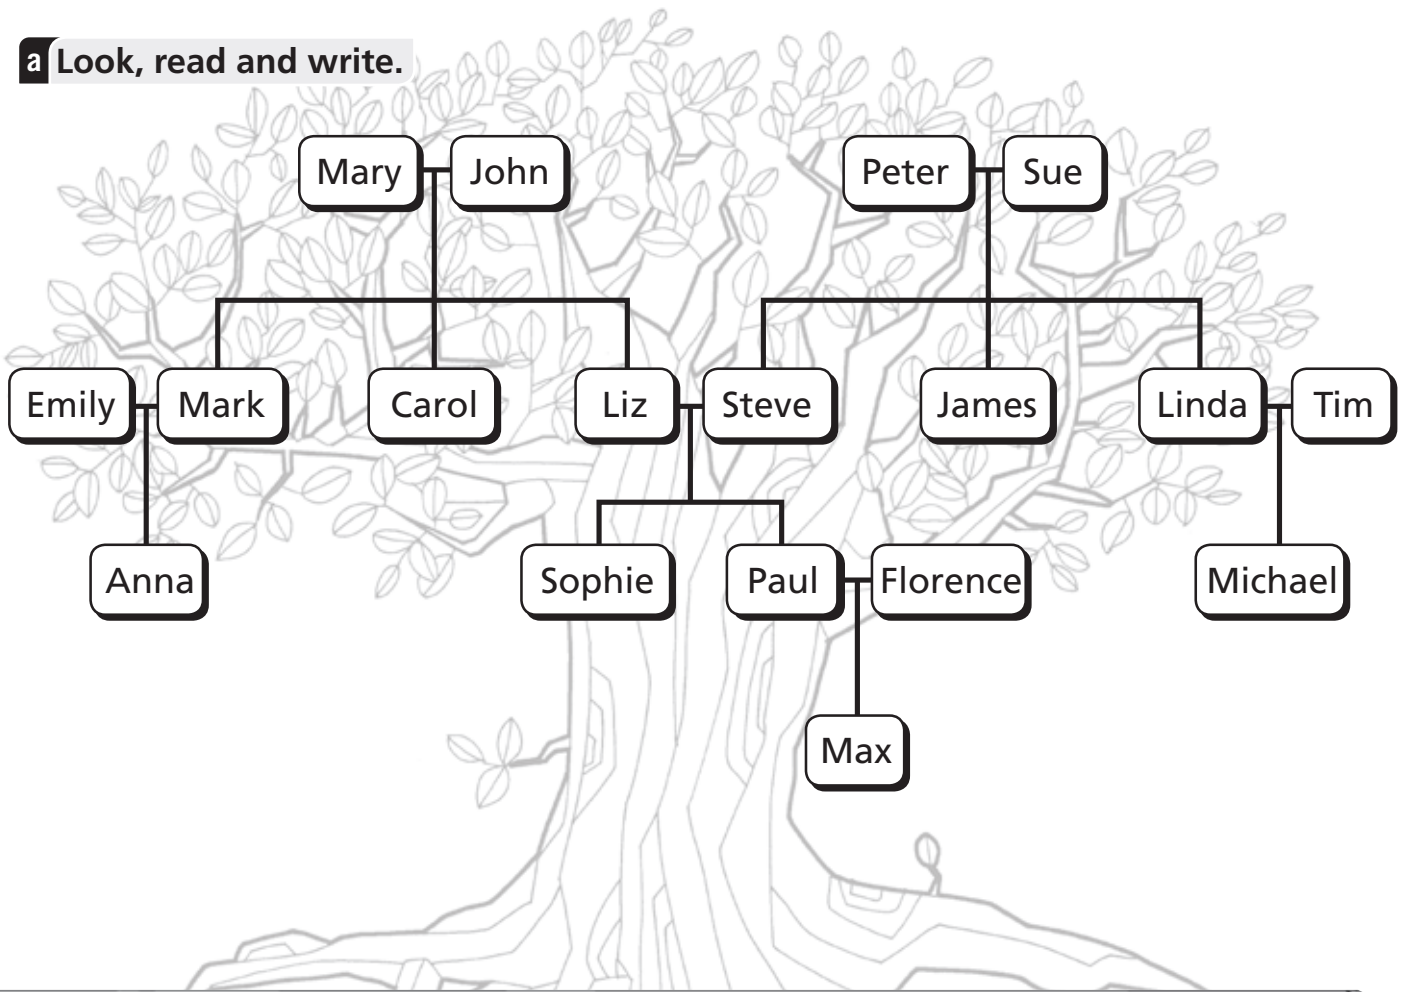 a Look, read and write.
Mary John Peter Sue
Emily Mark Carol Liz Steve James Linda Tim
Anna Sophie Paul Florence Michael
Max